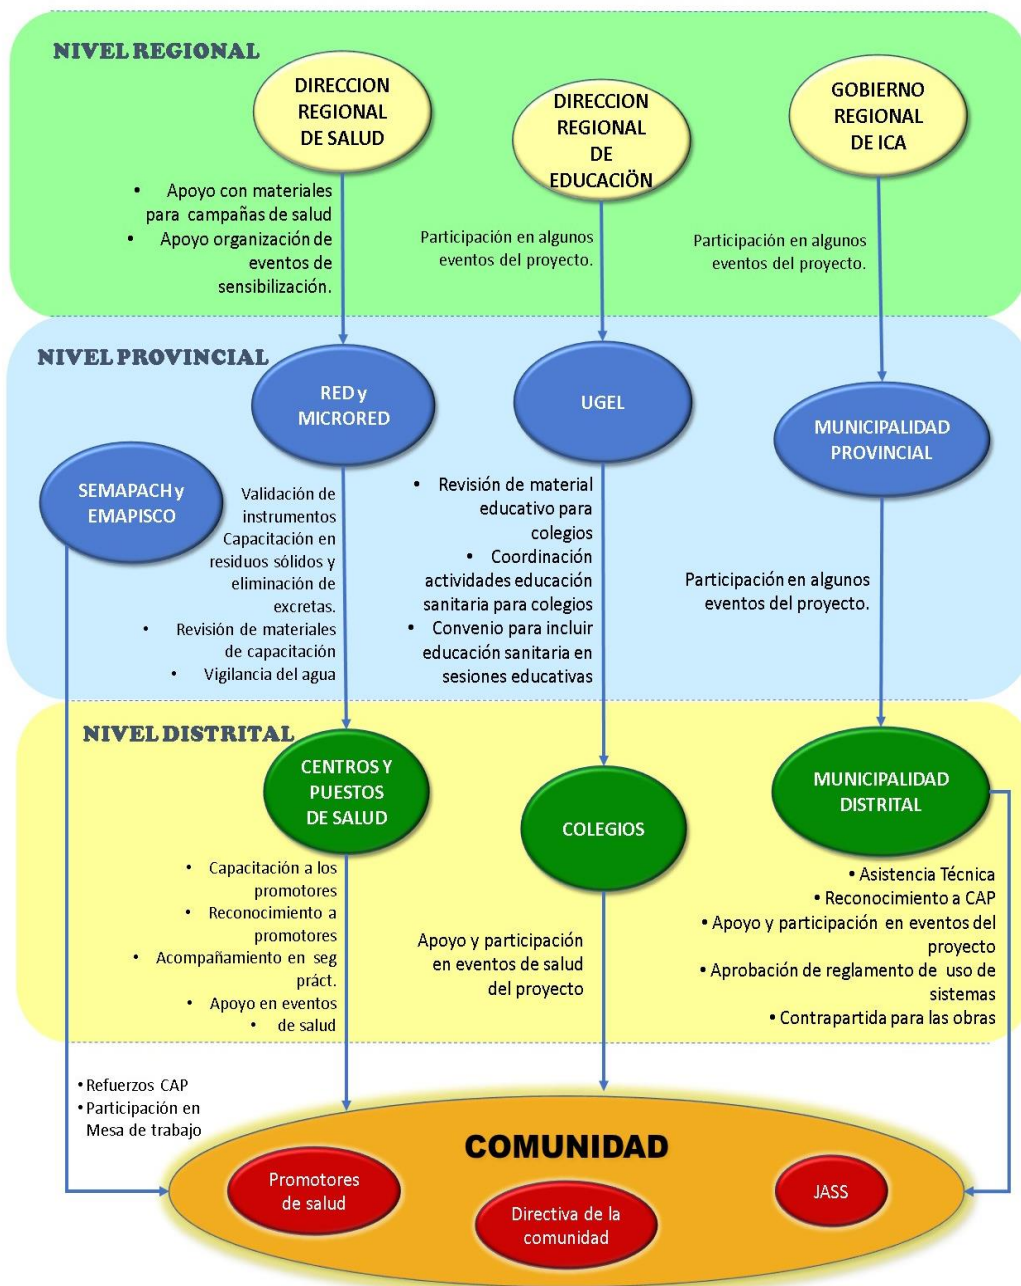 NIVEL REGIONAL
DIRECCION
REGIONAL
DE SALUD
DIRECCION
REGIONAL
DE
EDUCACIÖN
GOBIERNO
REGIONAL
DE ICA
• Apoyo con materiales
para campañas de salud
• Apoyo organización de
eventos de
sensibilización.
Participación en algunos
eventos del proyecto.
Participación en algunos
eventos del proyecto.
NIVEL PROVINCIAL
RED y
MICRORED
UGEL
MUNICIPALIDAD
PROVINCIAL
SEMAPACH y
EMAPISCO
Validación de
instrumentos
Capacitación en
residuos sólidos y
eliminación de
excretas.
• Revisión de materiales
de capacitación
• Vigilancia del agua
• Revisión de material
educativo para
colegios
• Coordinación
actividades educación
sanitaria para colegios
• Convenio para incluir
educación sanitaria en
sesiones educativas
Participación en algunos
eventos del proyecto.
NIVEL DISTRITAL
CENTROS Y
PUESTOS
DE SALUD
COLEGIOS
MUNICIPALIDAD
DISTRITAL
• Capacitación a los
promotores
• Reconocimiento a
promotores
• Acompañamiento en seg
práct.
• Apoyo en eventos
• de salud
Apoyo y participación
en eventos de salud
del proyecto
• Asistencia Técnica
• Reconocimiento a CAP
• Apoyo y participación en eventos del
proyecto
• Aprobación de reglamento de uso de
sistemas
• Contrapartida para las obras
• Refuerzos CAP
• Participación en
Mesa de trabajo
COMUNIDAD
Promotores
de salud
Directiva de la
comunidad
JASS